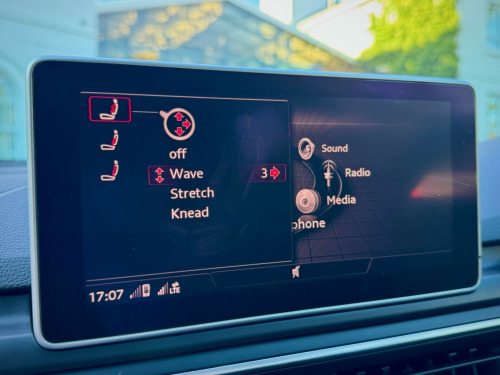 off
Wave 3
Stretch
Knead
Sound
Radio
Media
phone
17:07 LTE